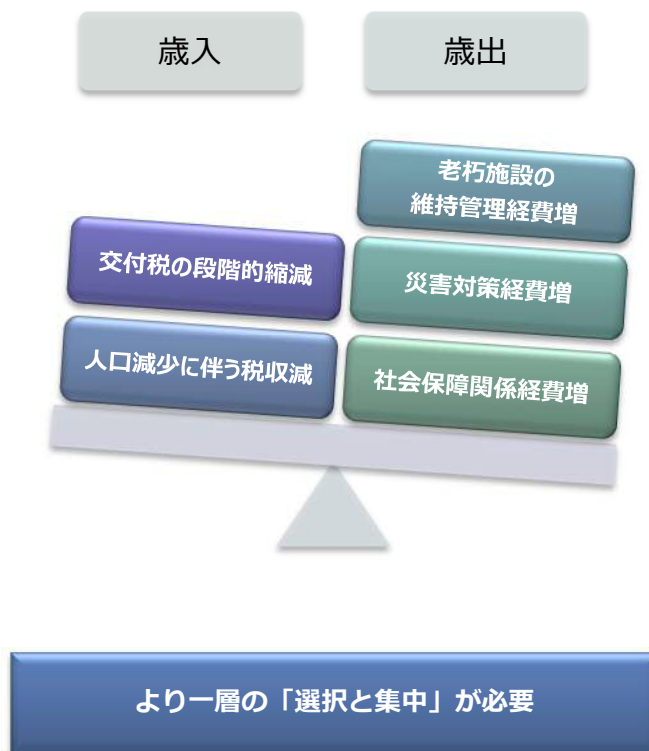 歳入
歳出
老朽施設の
維持管理経費増
交付税の段階的縮減
災害対策経費増
人口減少に伴う税収減
社会保障関係経費増
より一層の「選択と集中」が必要